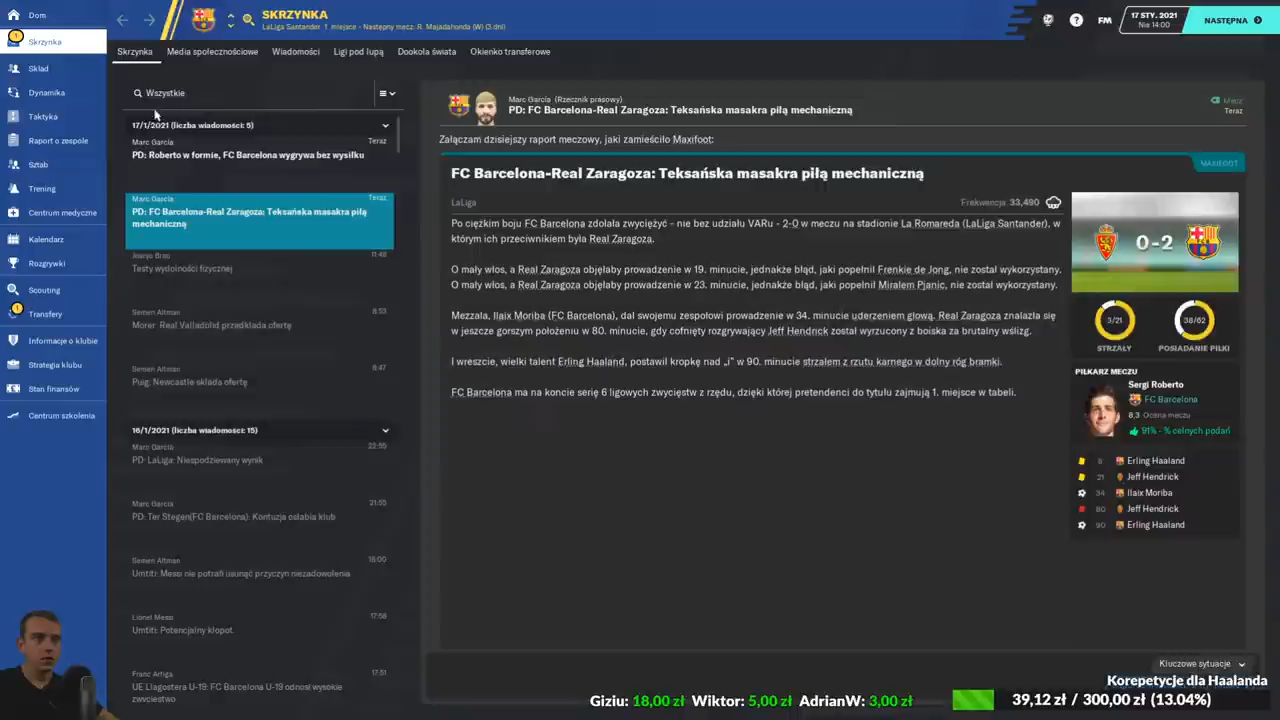 Dom
Skrzynka
Skład
Dynamika
Taktyka
Raport o zespole
Sztab
Trening
Centrum medyczne
Kalendarz
Rozgrywki
Scouting
Transfery
Informacje o klubie
Strategia klubu
Stan finansów
Centrum szkolenia
SKRZYNKA
LaLiga Santander 1. miejsce - Następny mecz: R. Majadahonda (W) (3 dni)
FM
17 STY. 2021
Nie 14:00
NASTĘPNA
Skrzynka
Media społecznościowe
Wiadomości
Ligi pod lupą
Dookoła świata
Okienko transferowe
Wszystkie
17/1/2021 (liczba wiadomości: 5)
Marc García Teraz
PD: Roberto w formie, FC Barcelona wygrywa bez wysiłku
Marc García Teraz
PD: FC Barcelona-Real Zaragoza: Teksańska masakra piłą
mechaniczną
Juanjo Brau 11:48
Testy wydolności fizycznej
Semen Altman 8:53
Morer: Real Valladolid przedkłada ofertę
Semen Altman 8:47
Puig: Newcastle składa ofertę
16/1/2021 (liczba wiadomości: 15)
Marc García 22:55
PD: LaLiga: Niespodziewany wynik
Marc García 21:55
PD: Ter Stegen(FC Barcelona): Kontuzja osłabia klub
Semen Altman 18:00
Umtiti: Messi nie potrafi usunąć przyczyn niezadowolenia
Lionel Messi 17:58
Umtiti: Potencjalny kłopot.
Franc Artiga 17:51
UE Llagostera U-19: FC Barcelona U-19 odnosi wysokie
zwycięstwo
Marc García (Rzecznik prasowy)
PD: FC Barcelona-Real Zaragoza: Teksańska masakra piłą mechaniczną
Mecz
Teraz
Załączam dzisiejszy raport meczowy, jaki zamieściło Maxifoot:
MAXIFOOT
FC Barcelona-Real Zaragoza: Teksańska masakra piłą mechaniczną
LaLiga
Frekwencja: 33,490
Po ciężkim boju FC Barcelona zdołała zwyciężyć - nie bez udziału VARu - 2-0 w meczu na stadionie La Romareda (LaLiga Santander), w
którym ich przeciwnikiem była Real Zaragoza.
O mały włos, a Real Zaragoza objęłaby prowadzenie w 19. minucie, jednakże błąd, jaki popełnił Frenkie de Jong, nie został wykorzystany.
O mały włos, a Real Zaragoza objęłaby prowadzenie w 23. minucie, jednakże błąd, jaki popełnił Miralem Pjanic, nie został wykorzystany.
Mezzala, Ilaix Moriba (FC Barcelona), dał swojemu zespołowi prowadzenie w 34. minucie uderzeniem głową. Real Zaragoza znalazła się
w jeszcze gorszym położeniu w 80. minucie, gdy cofnięty rozgrywający Jeff Hendrick został wyrzucony z boiska za brutalny wślizg.
I wreszcie, wielki talent Erling Haaland, postawił kropkę nad „i” w 90. minucie strzałem z rzutu karnego w dolny róg bramki.
FC Barcelona ma na koncie serię 6 ligowych zwycięstw z rzędu, dzięki której pretendenci do tytułu zajmują 1. miejsce w tabeli.
0-2
3/21
38/62
STRZAŁY
POSIADANIE PIŁKI
PIŁKARZ MECZU
Sergi Roberto
FC Barcelona
8,3 Ocena meczu
91% - % celnych podań
Erling Haaland
21 Jeff Hendrick
34 Ilaix Moriba
80 Jeff Hendrick
90 Erling Haaland
Kluczowe sytuacje
Korepetycje dla Haalanda
Giziu: 18,00 zł Wiktor: 5,00 zł AdrianW: 3,00 zł
39,12 zł / 300,00 zł (13.04%)